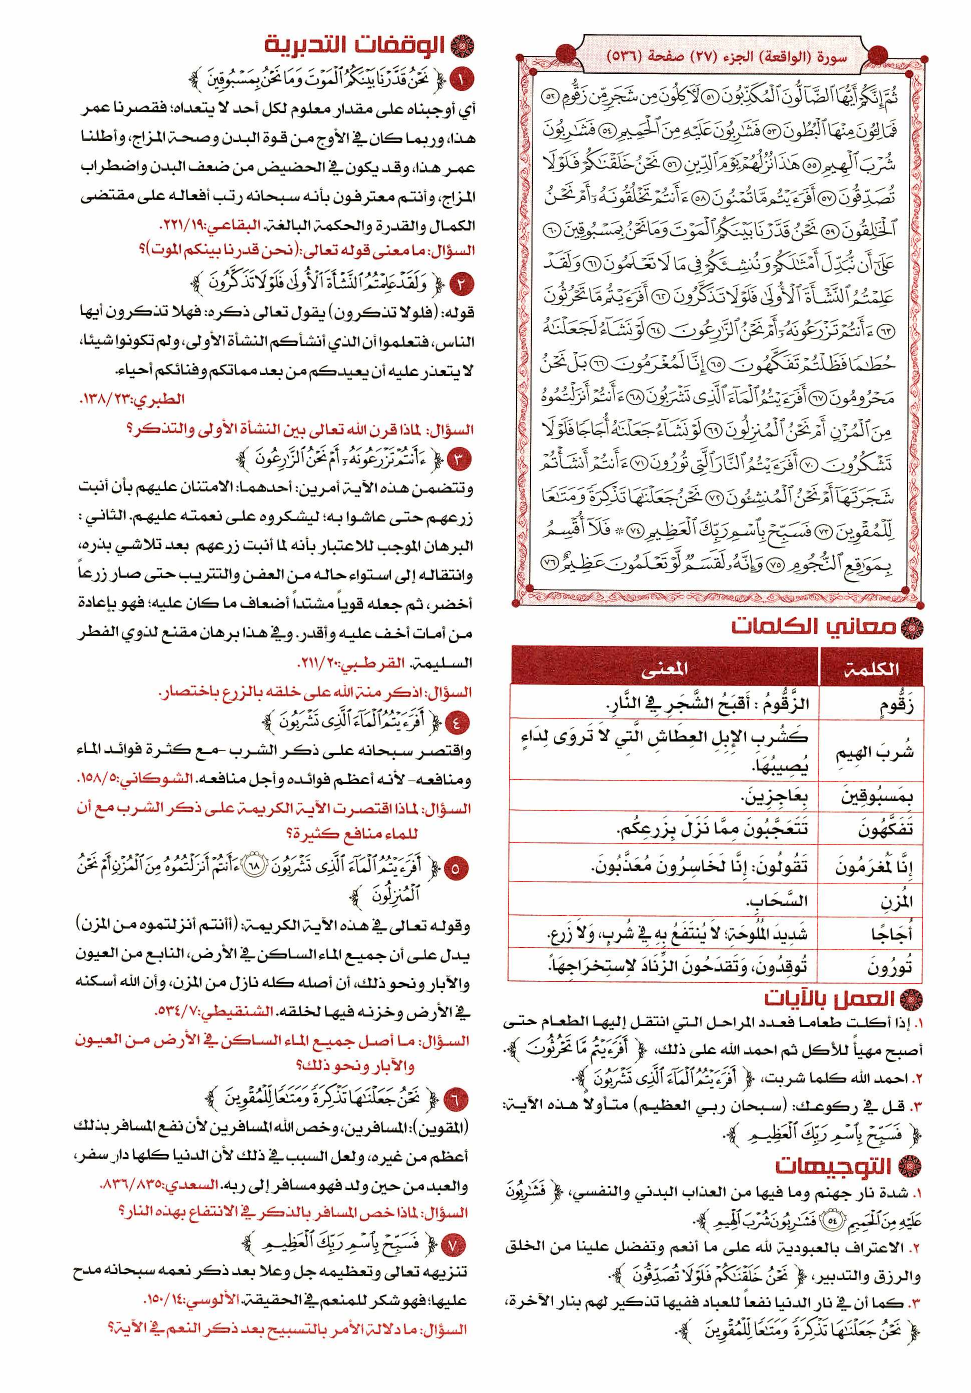 سورة (الواقعة) الجزء (٢٧) صفحة (٥٣٦)
ثُمَّ إِنَّكُمْ أَيُّهَا ٱلضَّآلُّونَ ٱلْمُكَذِّبُونَ ٥١ لَءَاكِلُونَ مِن شَجَرٍ مِّن زَقُّومٍ ٥٢
فَمَالِـُٔونَ مِنْهَا ٱلْبُطُونَ ٥٣ فَشَٰرِبُونَ عَلَيْهِ مِنَ ٱلْحَمِيمِ ٥٤ فَشَٰرِبُونَ
شُرْبَ ٱلْهِيمِ ٥٥ هَٰذَا نُزُلُهُمْ يَوْمَ ٱلدِّينِ ٥٦ نَحْنُ خَلَقْنَٰكُمْ فَلَوْلَا
تُصَدِّقُونَ ٥٧ أَفَرَءَيْتُم مَّا تُمْنُونَ ٥٨ ءَأَنتُمْ تَخْلُقُونَهُۥٓ أَمْ نَحْنُ
ٱلْخَٰلِقُونَ ٥٩ نَحْنُ قَدَّرْنَا بَيْنَكُمُ ٱلْمَوْتَ وَمَا نَحْنُ بِمَسْبُوقِينَ ٦٠
عَلَىٰٓ أَن نُّبَدِّلَ أَمْثَٰلَكُمْ وَنُنشِئَكُمْ فِى مَا لَا تَعْلَمُونَ ٦١ وَلَقَدْ
عَلِمْتُمُ ٱلنَّشْأَةَ ٱلْأُولَىٰ فَلَوْلَا تَذَكَّرُونَ ٦٢ أَفَرَءَيْتُم مَّا تَحْرُثُونَ
٦٣ ءَأَنتُمْ تَزْرَعُونَهُۥٓ أَمْ نَحْنُ ٱلزَّٰرِعُونَ ٦٤ لَوْ نَشَآءُ لَجَعَلْنَٰهُ
حُطَٰمًا فَظَلْتُمْ تَفَكَّهُونَ ٦٥ إِنَّا لَمُغْرَمُونَ ٦٦ بَلْ نَحْنُ
مَحْرُومُونَ ٦٧ أَفَرَءَيْتُمُ ٱلْمَآءَ ٱلَّذِى تَشْرَبُونَ ٦٨ ءَأَنتُمْ أَنزَلْتُمُوهُ
مِنَ ٱلْمُزْنِ أَمْ نَحْنُ ٱلْمُنزِلُونَ ٦٩ لَوْ نَشَآءُ جَعَلْنَٰهُ أُجَاجًا فَلَوْلَا
تَشْكُرُونَ ٧٠ أَفَرَءَيْتُمُ ٱلنَّارَ ٱلَّتِى تُورُونَ ٧١ ءَأَنتُمْ أَنشَأْتُمْ
شَجَرَتَهَآ أَمْ نَحْنُ ٱلْمُنشِـُٔونَ ٧٢ نَحْنُ جَعَلْنَٰهَا تَذْكِرَةً وَمَتَٰعًا
لِّلْمُقْوِينَ ٧٣ فَسَبِّحْ بِٱسْمِ رَبِّكَ ٱلْعَظِيمِ ٧٤ ۞ فَلَآ أُقْسِمُ
بِمَوَٰقِعِ ٱلنُّجُومِ ٧٥ وَإِنَّهُۥ لَقَسَمٌ لَّوْ تَعْلَمُونَ عَظِيمٌ ٧٦
معاني الكلمات
الكلمة المعنى
زَقُّومٍ الزَّقُّومُ: أَقبَحُ الشَّجَرِ فِي النَّارِ.
شُربَ الهِيمِ كَشُربِ الإِبِلِ العِطَاشِ الَّتِي لَا تَروَى لِدَاءٍ
يُصِيبُهَا.
بِمَسبُوقِينَ بِعَاجِزِينَ.
تَفَكَّهُونَ تَتَعَجَّبُونَ مِمَّا نَزَلَ بِزَرعِكُم.
إِنَّا لَمُغرَمُونَ تَقُولُونَ: إِنَّا لَخَاسِرُونَ مُعَذَّبُونَ.
المُزنِ السَّحَابِ.
أُجَاجًا شَدِيدَ المُلُوحَةِ؛ لَا يُنتَفَعُ بِهِ فِي شُربٍ، وَلَا زَرعٍ.
تُورُونَ تُوقِدُونَ، وَتَقدَحُونَ الزِّنَادَ لِاستِخرَاجِهَا.
العمل بالآيات
١. إذا أكلت طعاما فعدد المراحل التي انتقل إليها الطعام حتى
أصبح مهيأ للأكل ثم احمد الله على ذلك، ﴿ أَفَرَءَيْتُم مَّا تَحْرُثُونَ ﴾.
٢. احمد الله كلما شربت، ﴿ أَفَرَءَيْتُمُ ٱلْمَآءَ ٱلَّذِى تَشْرَبُونَ ﴾.
٣. قل في ركوعك: (سبحان ربي العظيم) متأولا هذه الآية:
﴿ فَسَبِّحْ بِٱسْمِ رَبِّكَ ٱلْعَظِيمِ ﴾.
التوجيهات
١. شدة نار جهنم وما فيها من العذاب البدني والنفسي، ﴿ فَشَٰرِبُونَ
عَلَيْهِ مِنَ ٱلْحَمِيمِ ٥٤ فَشَٰرِبُونَ شُرْبَ ٱلْهِيمِ ﴾.
٢. الاعتراف بالعبودية لله على ما أنعم وتفضل علينا من الخلق
والرزق والتدبير، ﴿ نَحْنُ خَلَقْنَٰكُمْ فَلَوْلَا تُصَدِّقُونَ ﴾.
٣. كما أن في نار الدنيا نفعاً للعباد ففيها تذكير لهم بنار الآخرة،
﴿ نَحْنُ جَعَلْنَٰهَا تَذْكِرَةً وَمَتَٰعًا لِّلْمُقْوِينَ ﴾.
الوقفات التدبرية
١ ﴿ نَحْنُ قَدَّرْنَا بَيْنَكُمُ ٱلْمَوْتَ وَمَا نَحْنُ بِمَسْبُوقِينَ ﴾
أي أوجبناه على مقدار معلوم لكل أحد لا يتعداه؛ فقصرنا عمر
هذا، وربما كان في الأوج من قوة البدن وصحة المزاج، وأطلنا
عمر هذا، وقد يكون في الحضيض من ضعف البدن واضطراب
المزاج، وأنتم معترفون بأنه سبحانه رتب أفعاله على مقتضى
الكمال والقدرة والحكمة البالغة. البقاعي:٢٢١/١٩.
السؤال: ما معنى قوله تعالى:(نحن قدرنا بينكم الموت)؟
٢ ﴿ وَلَقَدْ عَلِمْتُمُ ٱلنَّشْأَةَ ٱلْأُولَىٰ فَلَوْلَا تَذَكَّرُونَ ﴾
قوله: (فلولا تذكرون) يقول تعالى ذكره: فهلا تذكرون أيها
الناس، فتعلموا أن الذي أنشأكم النشأة الأولى، ولم تكونوا شيئا،
لا يتعذر عليه أن يعيدكم من بعد مماتكم وفنائكم أحياء.
الطبري:١٣٨/٢٣.
السؤال: لماذا قرن الله تعالى بين النشأة الأولى والتذكر؟
٣ ﴿ ءَأَنتُمْ تَزْرَعُونَهُۥٓ أَمْ نَحْنُ ٱلزَّٰرِعُونَ ﴾
وتتضمن هذه الآية أمرين: أحدهما: الامتنان عليهم بأن أنبت
زرعهم حتى عاشوا به؛ ليشكروه على نعمته عليهم. الثاني :
البرهان الموجب للاعتبار بأنه لما أنبت زرعهم بعد تلاشي بذره،
وانتقاله إلى استواء حاله من العفن والتتريب حتى صار زرعاً
أخضر، ثم جعله قوياً مشتداً أضعاف ما كان عليه؛ فهو بإعادة
من أمات أخف عليه وأقدر. وفي هذا برهان مقنع لذوي الفطر
السليمة. القرطبي:٢١١/٢٠.
السؤال: اذكر منة الله على خلقه بالزرع باختصار.
٤ ﴿ أَفَرَءَيْتُمُ ٱلْمَآءَ ٱلَّذِى تَشْرَبُونَ ﴾
واقتصر سبحانه على ذكر الشرب -مع كثرة فوائد الماء
ومنافعه- لأنه أعظم فوائده وأجل منافعه. الشوكاني:١٥٨/٥.
السؤال: لماذا اقتصرت الآية الكريمة على ذكر الشرب مع أن
للماء منافع كثيرة؟
٥ ﴿ أَفَرَءَيْتُمُ ٱلْمَآءَ ٱلَّذِى تَشْرَبُونَ ٦٨ ءَأَنتُمْ أَنزَلْتُمُوهُ مِنَ ٱلْمُزْنِ أَمْ نَحْنُ
ٱلْمُنزِلُونَ ﴾
وقوله تعالى في هذه الآية الكريمة: (أأنتم أنزلتموه من المزن)
يدل على أن جميع الماء الساكن في الأرض، النابع من العيون
والآبار ونحو ذلك، أن أصله كله نازل من المزن، وأن الله أسكنه
في الأرض وخزنه فيها لخلقه. الشنقيطي:٥٣٤/٧.
السؤال: ما أصل جميع الماء الساكن في الأرض من العيون
والآبار ونحو ذلك؟
٦ ﴿ نَحْنُ جَعَلْنَٰهَا تَذْكِرَةً وَمَتَٰعًا لِّلْمُقْوِينَ ﴾
(المقوين): المسافرين، وخص الله المسافرين لأن نفع المسافر بذلك
أعظم من غيره، ولعل السبب في ذلك لأن الدنيا كلها دار سفر،
والعبد من حين ولد فهو مسافر إلى ربه. السعدي:٨٣٥/٨٣٦.
السؤال: لماذا خص المسافر بالذكر في الانتفاع بهذه النار؟
٧ ﴿ فَسَبِّحْ بِٱسْمِ رَبِّكَ ٱلْعَظِيمِ ﴾
تنزيهه تعالى وتعظيمه جل وعلا بعد ذكر نعمه سبحانه مدح
عليها؛ فهو شكر للمنعم في الحقيقة. الألوسي:١٥٠/١٤.
السؤال: ما دلالة الأمر بالتسبيح بعد ذكر النعم في الآية؟